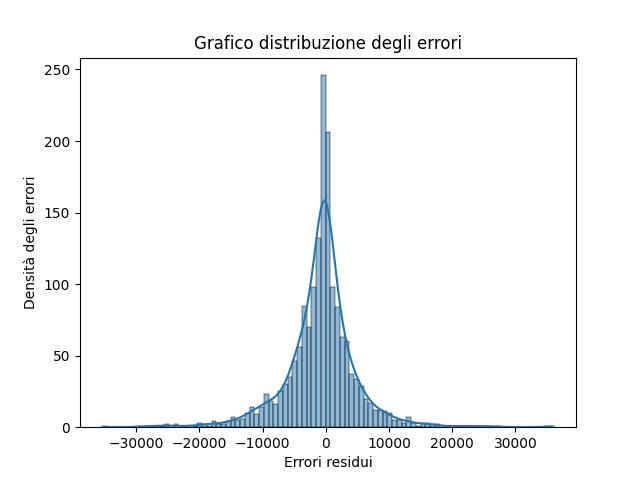 Grafico distribuzione degli errori
250
200
150
100
50
0
Densità degli errori
−30000 −20000 −10000 0 10000 20000 30000
Errori residui